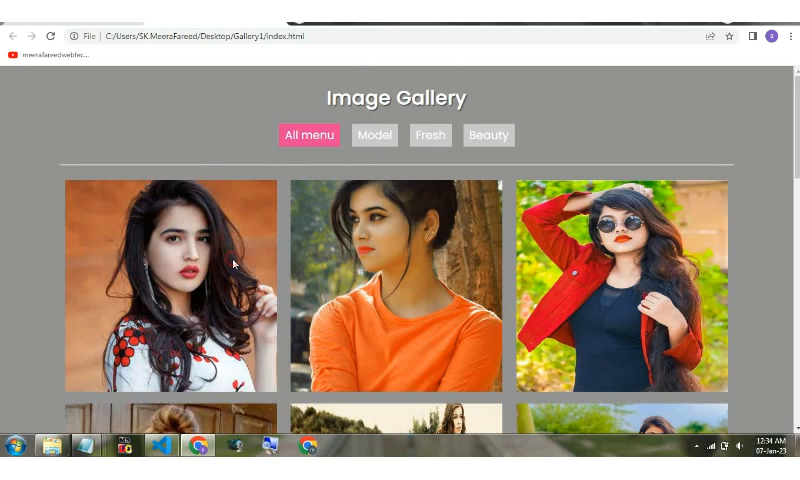 File | C:/Users/SK.MeeraFareed/Desktop/Gallery1/index.html
S
meerafareedwebtec...
Image Gallery
All menu Model Fresh Beauty
12:34 AM
07-Jan-23